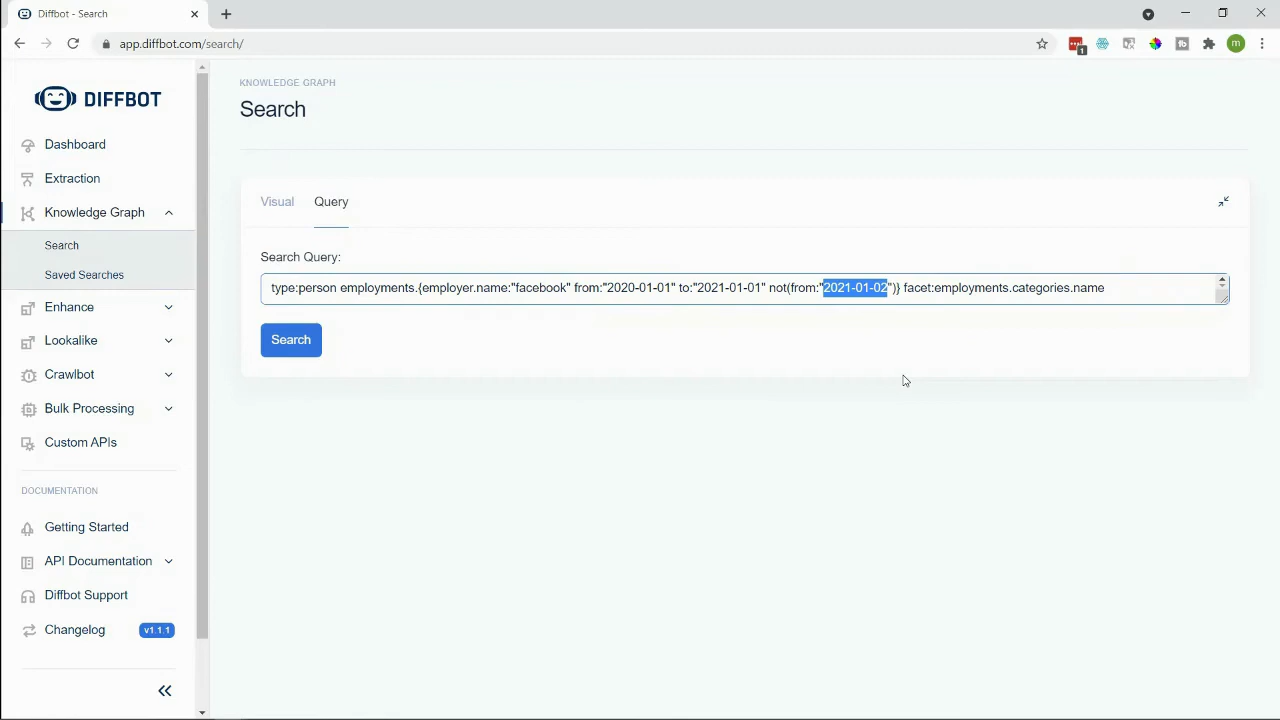 Diffbot - Search
app.diffbot.com/search/
1
m
DIFFBOT
Dashboard
Extraction
Knowledge Graph
Search
Saved Searches
Enhance
Lookalike
Crawlbot
Bulk Processing
Custom APIs
DOCUMENTATION
Getting Started
API Documentation
Diffbot Support
Changelog v1.1.1
KNOWLEDGE GRAPH
Search
Visual Query
Search Query:
type:person employments.{employer.name:"facebook" from:"2020-01-01" to:"2021-01-01" not(from:"2021-01-02")} facet:employments.categories.name
Search